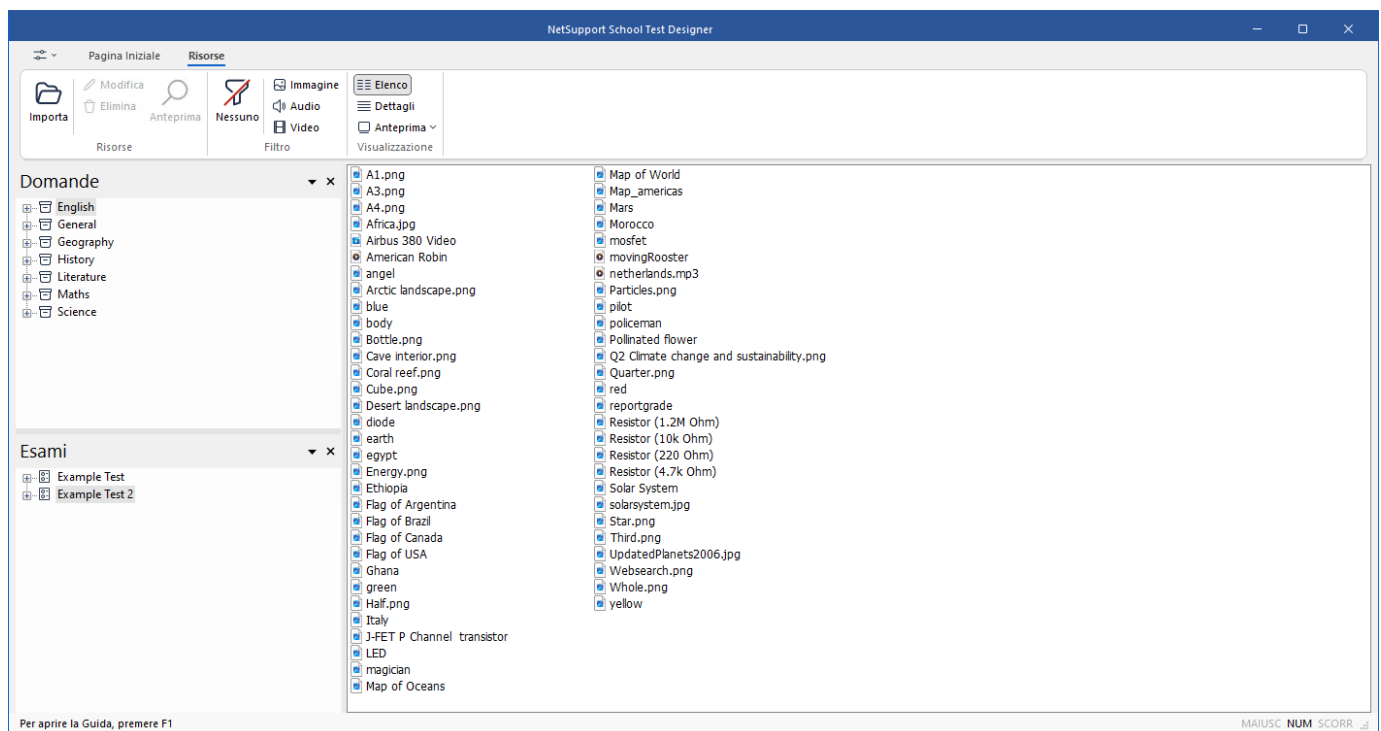 NetSupport School Test Designer
Pagina Iniziale Risorse
Importa
Modifica
Elimina
Anteprima
Risorse
Nessuno
Immagine
Audio
Video
Filtro
Elenco
Dettagli
Anteprima
Visualizzazione
Domande
English
General
Geography
History
Literature
Maths
Science
Esami
Example Test
Example Test 2
A1.png
A3.png
A4.png
Africa.jpg
Airbus 380 Video
American Robin
angel
Arctic landscape.png
blue
body
Bottle.png
Cave interior.png
Coral reef.png
Cube.png
Desert landscape.png
diode
earth
egypt
Energy.png
Ethiopia
Flag of Argentina
Flag of Brazil
Flag of Canada
Flag of USA
Ghana
green
Half.png
Italy
J-FET P Channel  transistor
LED
magician
Map of Oceans
Map of World
Map_americas
Mars
Morocco
mosfet
movingRooster
netherlands.mp3
Particles.png
pilot
policeman
Pollinated flower
Q2 Climate change and sustainability.png
Quarter.png
red
reportgrade
Resistor (1.2M Ohm)
Resistor (10k Ohm)
Resistor (220 Ohm)
Resistor (4.7k Ohm)
Solar System
solarsystem.jpg
Star.png
Third.png
UpdatedPlanets2006.jpg
Websearch.png
Whole.png
yellow
Per aprire la Guida, premere F1
MAIUSC NUM SCORR